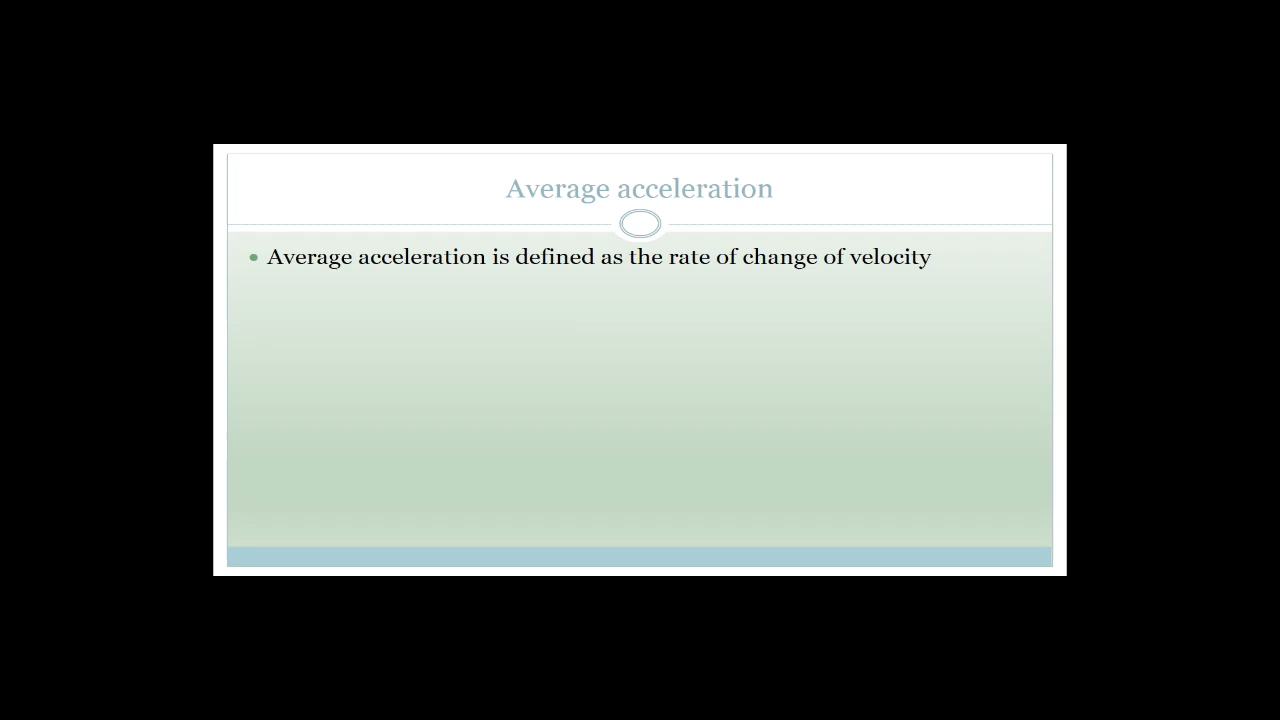 Average acceleration
• Average acceleration is defined as the rate of change of velocity